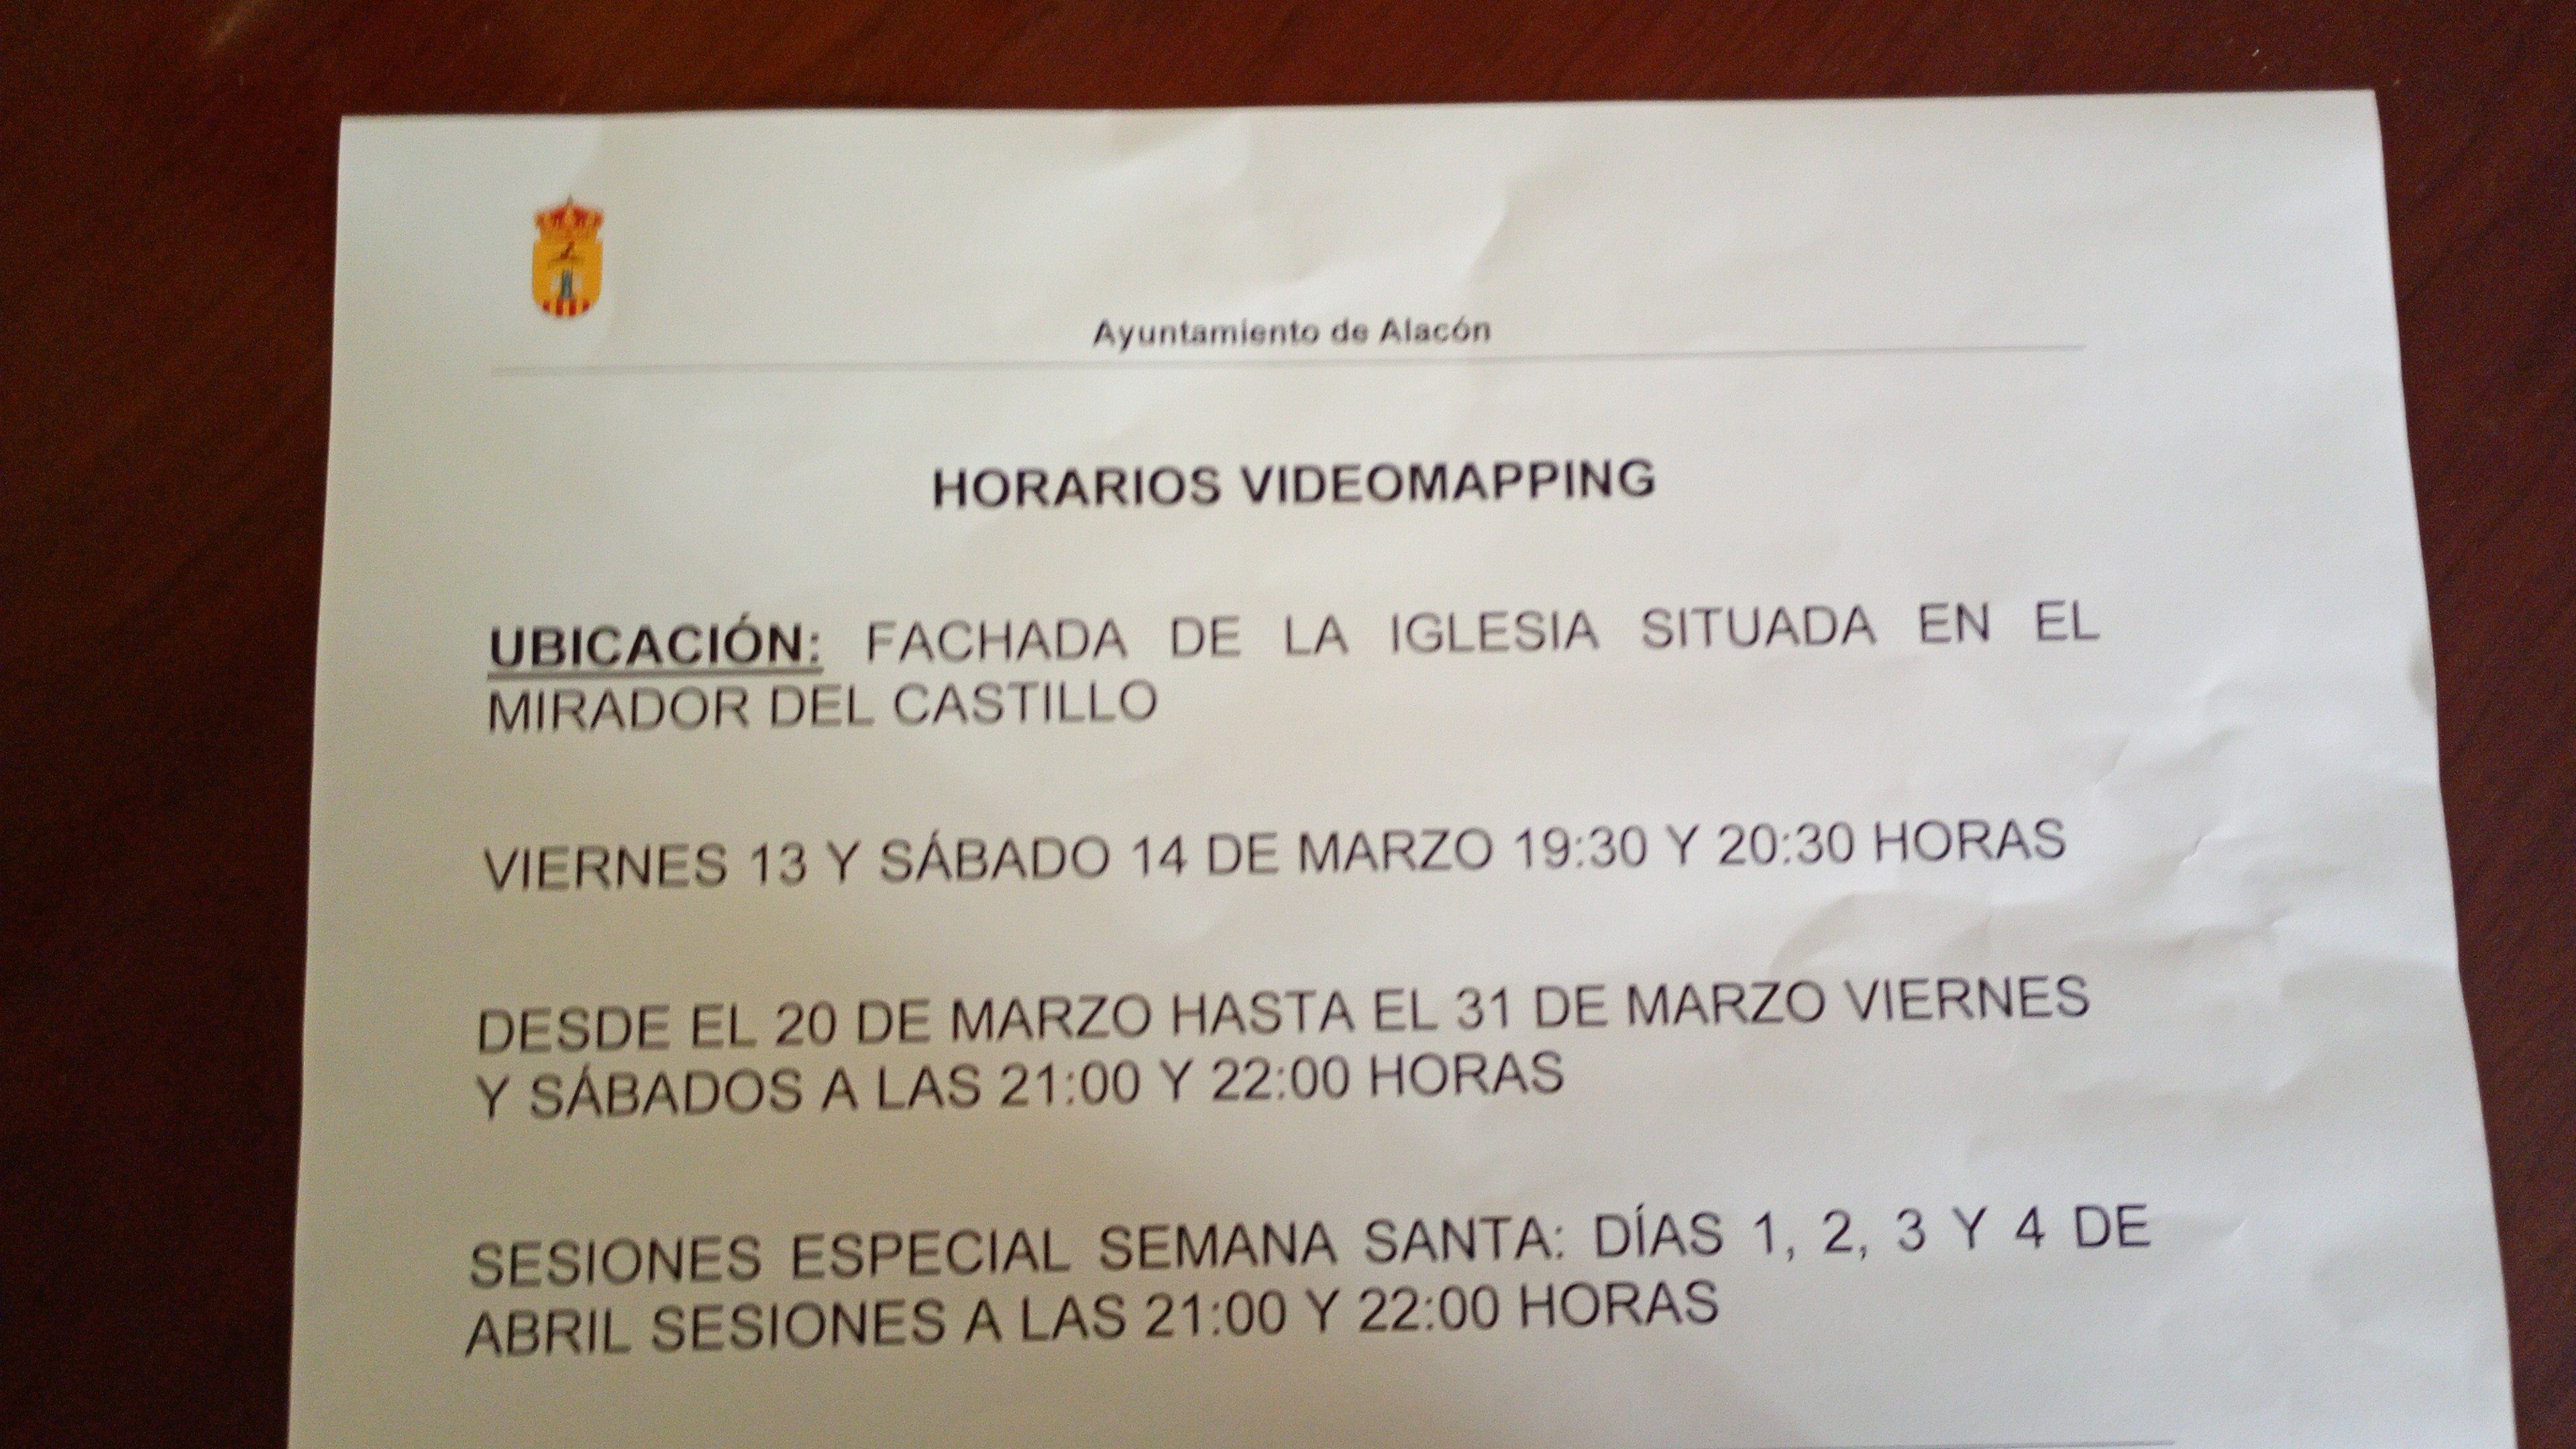 Ayuntamiento de Alacón
HORARIOS VIDEOMAPPING
UBICACIÓN: FACHADA DE LA IGLESIA SITUADA EN EL
MIRADOR DEL CASTILLO
VIERNES 13 Y SÁBADO 14 DE MARZO 19:30 Y 20:30 HORAS
DESDE EL 20 DE MARZO HASTA EL 31 DE MARZO VIERNES
Y SÁBADOS A LAS 21:00 Y 22:00 HORAS
SESIONES ESPECIAL SEMANA SANTA: DÍAS 1, 2, 3 Y 4 DE
ABRIL SESIONES A LAS 21:00 Y 22:00 HORAS